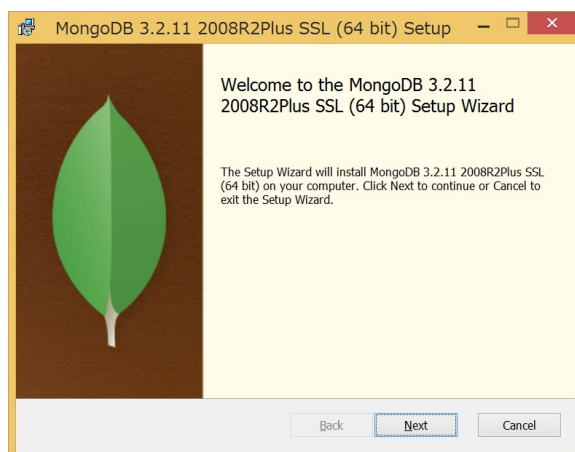 MongoDB 3.2.11 2008R2Plus SSL (64 bit) Setup
Welcome to the MongoDB 3.2.11
2008R2Plus SSL (64 bit) Setup Wizard
The Setup Wizard will install MongoDB 3.2.11 2008R2Plus SSL
(64 bit) on your computer. Click Next to continue or Cancel to
exit the Setup Wizard.
Back
Next
Cancel